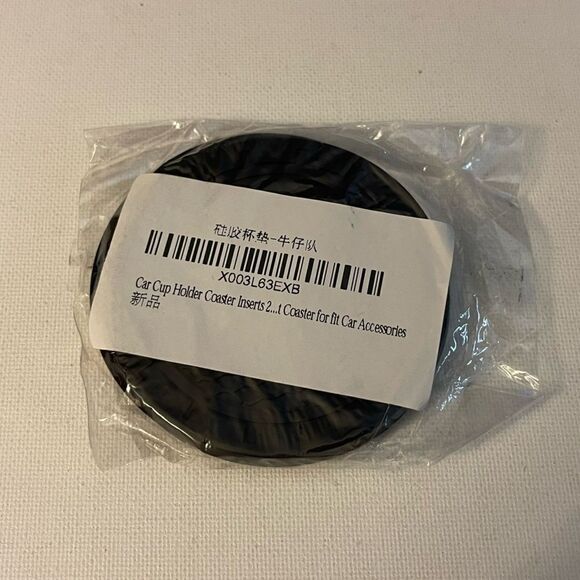 硅胶杯垫-牛仔队
X003L63EXB
Car Cup Holder Coaster Inserts 2...t Coaster for fit Car Accessories
新品